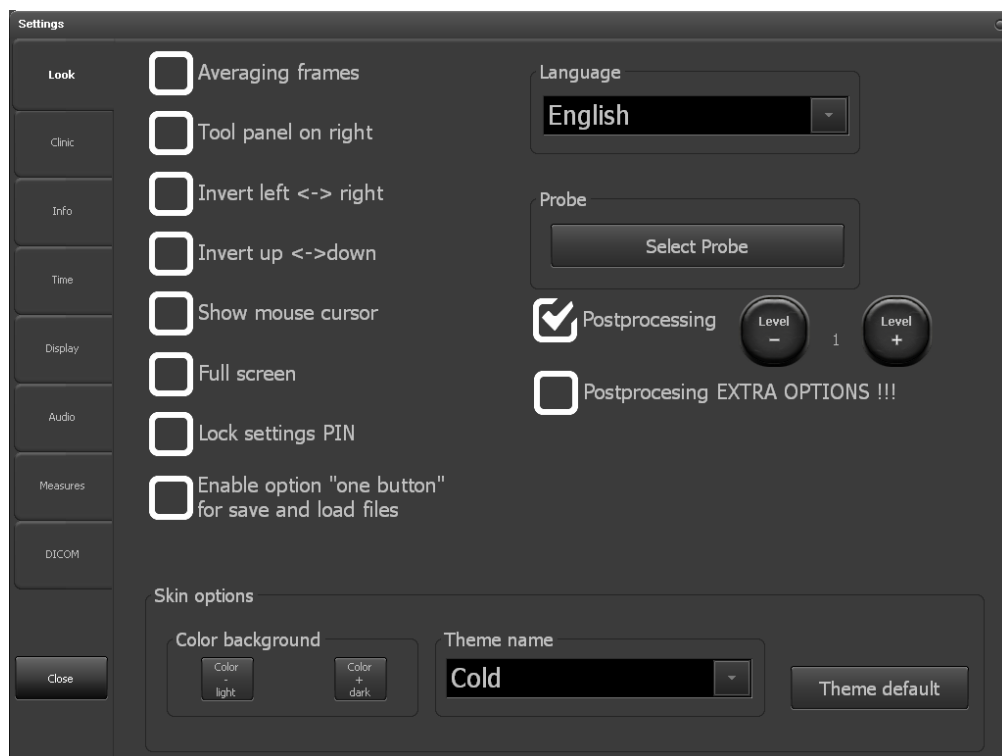 Settings
Look
Clinic
Info
Time
Display
Audio
Measures
DICOM
Close
Averaging frames
Tool panel on right
Invert left <-> right
Invert up <->down
Show mouse cursor
Full screen
Lock settings PIN
Enable option "one button"
for save and load files
Language
English
Probe
Select Probe
Postprocessing
Level
-
1
Level
+
Postprocesing EXTRA OPTIONS !!!
Skin options
Color background
Color
-
light
Color
+
dark
Theme name
Cold
Theme default